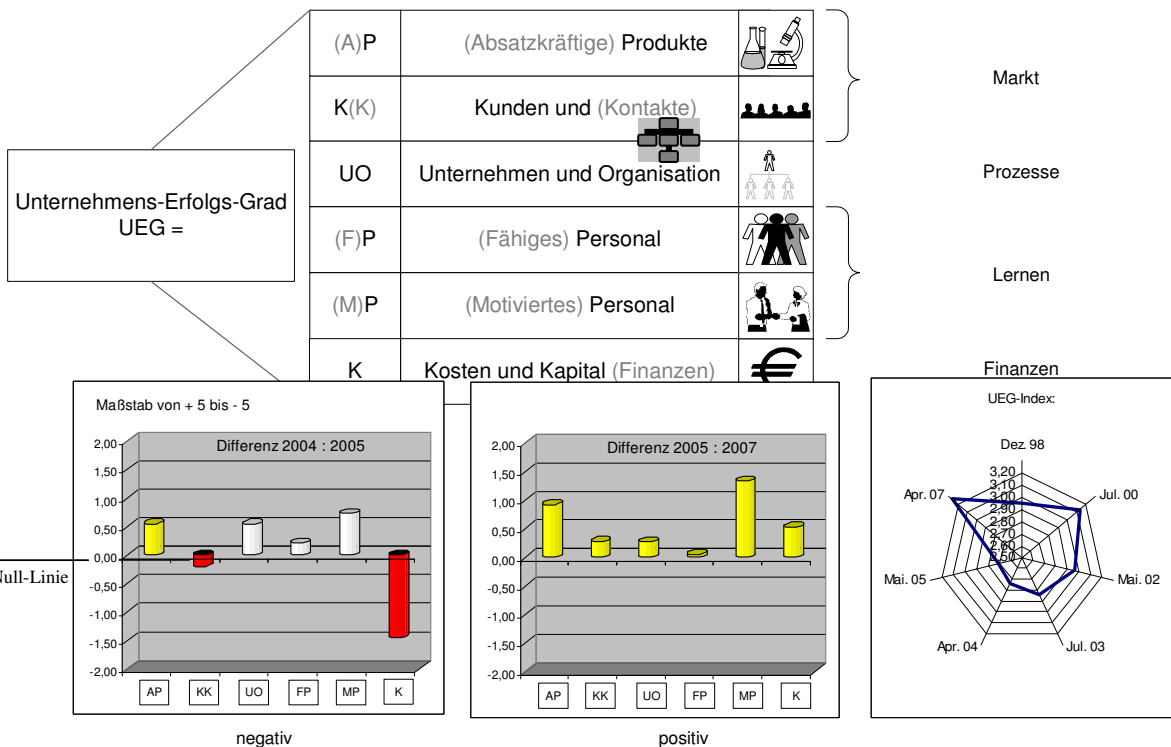 (A)P (Absatzkräftige) Produkte
Markt
K(K) Kunden und (Kontakte)
Unternehmens-Erfolgs-Grad
UEG =
UO Unternehmen und Organisation
Prozesse
(F)P (Fähiges) Personal
Lernen
(M)P (Motiviertes) Personal
K Kosten und Kapital (Finanzen)
Finanzen
Maßstab von + 5 bis - 5
Differenz 2004 : 2005
2,00
1,50
1,00
0,50
0,00
-0,50
-1,00
-1,50
-2,00
Null-Linie
AP KK UO FP MP K
negativ
Differenz 2005 : 2007
2,00
1,50
1,00
0,50
0,00
-0,50
-1,00
-1,50
-2,00
AP KK UO FP MP K
positiv
UEG-Index:
Dez. 98
3,20
3,10
3,00
2,90
2,80
2,70
2,60
2,50
Jul. 00
Mai. 02
Jul. 03
Apr. 04
Mai. 05
Apr. 07